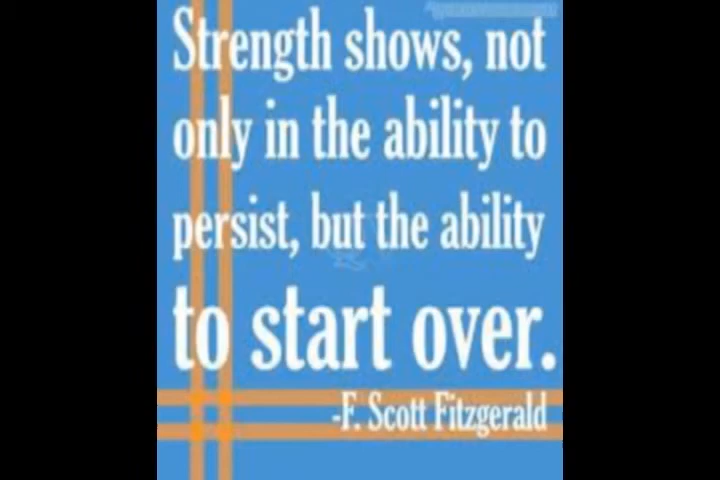 Strength shows, not
only in the ability to
persist, but the ability
to start over.
-F. Scott Fitzgerald